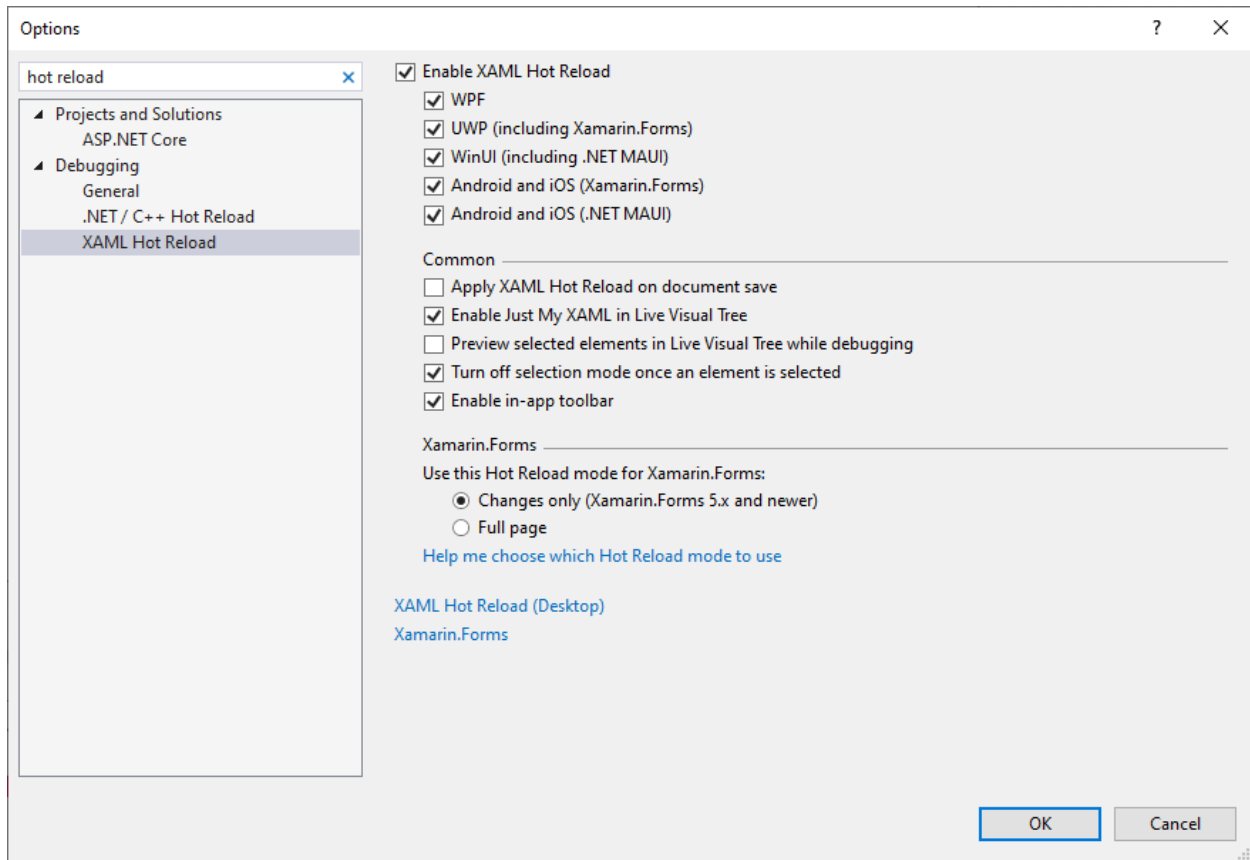 Options
?
hot reload
Projects and Solutions
ASP.NET Core
Debugging
General
.NET / C++ Hot Reload
XAML Hot Reload
Enable XAML Hot Reload
WPF
UWP (including Xamarin.Forms)
WinUI (including .NET MAUI)
Android and iOS (Xamarin.Forms)
Android and iOS (.NET MAUI)
Common
Apply XAML Hot Reload on document save
Enable Just My XAML in Live Visual Tree
Preview selected elements in Live Visual Tree while debugging
Turn off selection mode once an element is selected
Enable in-app toolbar
Xamarin.Forms
Use this Hot Reload mode for Xamarin.Forms:
Changes only (Xamarin.Forms 5.x and newer)
Full page
Help me choose which Hot Reload mode to use
XAML Hot Reload (Desktop)
Xamarin.Forms
OK
Cancel